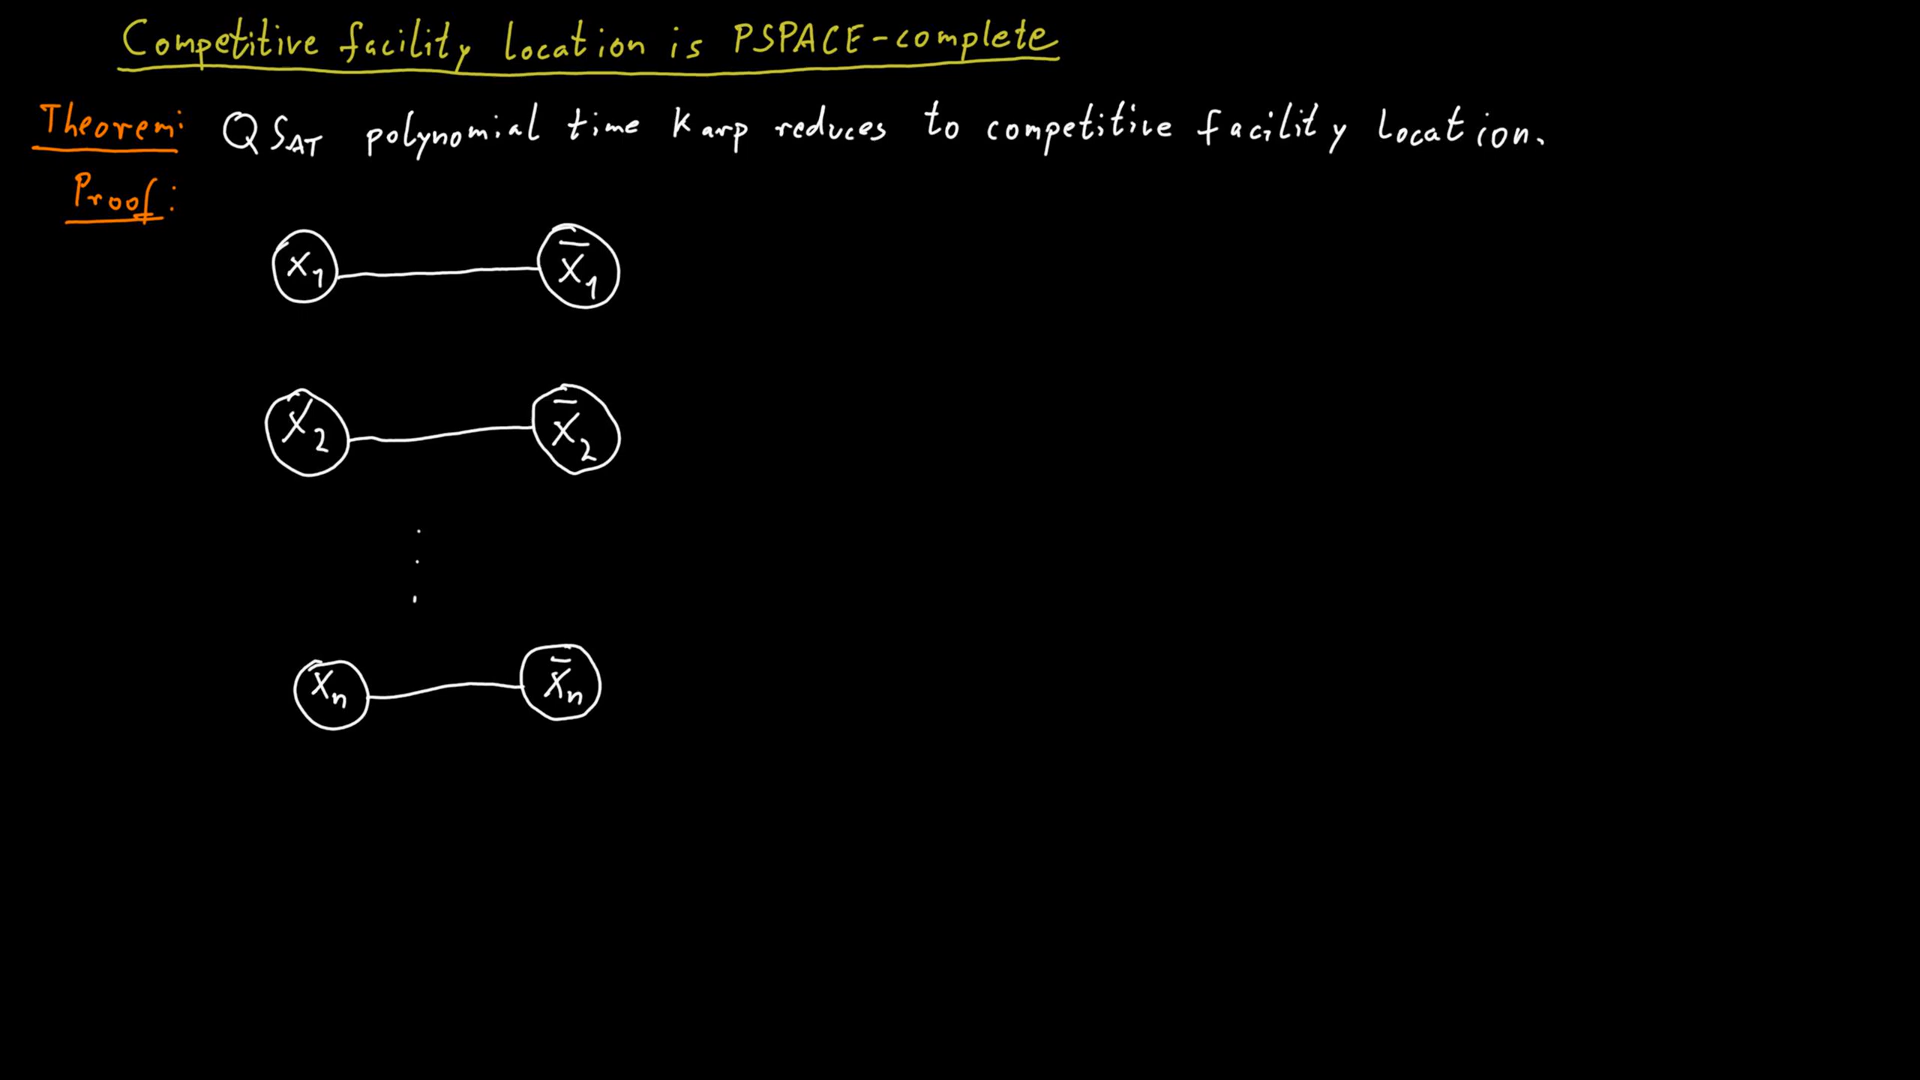 Competitive facility location is PSPACE-complete
Theorem: QSAT polynomial time Karp reduces to competitive facility location.
Proof:
x₁ x̄₁
x₂ x̄₂
⋮
xₙ x̄ₙ